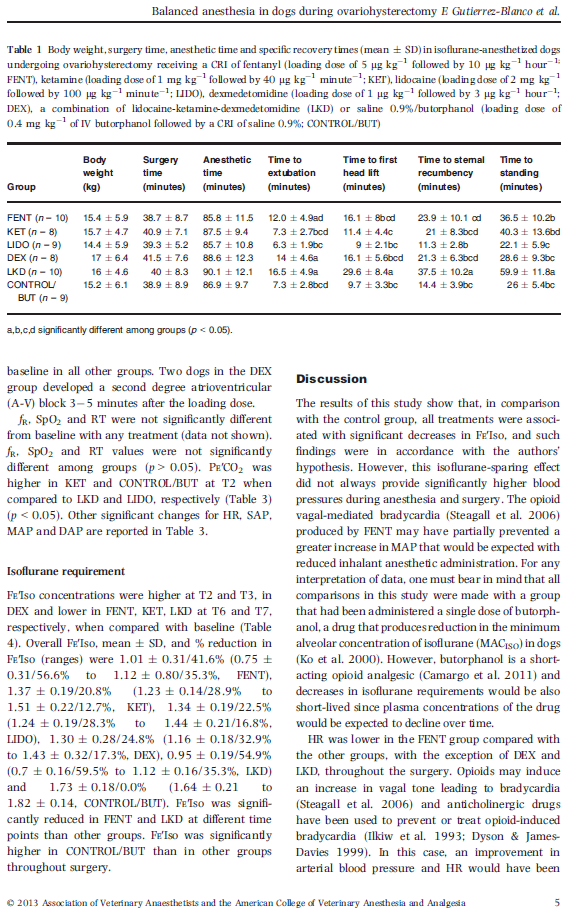 Balanced anesthesia in dogs during ovariohysterectomy E Gutierrez-Blanco et al.
Table 1 Body weight, surgery time, anesthetic time and specific recovery times (mean ± SD) in isoflurane-anesthetized dogs
undergoing ovariohysterectomy receiving a CRI of fentanyl (loading dose of 5 μg kg⁻¹ followed by 10 μg kg⁻¹ hour⁻¹;
FENT), ketamine (loading dose of 1 mg kg⁻¹ followed by 40 μg kg⁻¹ minute⁻¹; KET), lidocaine (loading dose of 2 mg kg⁻¹
followed by 100 μg kg⁻¹ minute⁻¹; LIDO), dexmedetomidine (loading dose of 1 μg kg⁻¹ followed by 3 μg kg⁻¹ hour⁻¹;
DEX), a combination of lidocaine-ketamine-dexmedetomidine (LKD) or saline 0.9%/butorphanol (loading dose of
0.4 mg kg⁻¹ of IV butorphanol followed by a CRI of saline 0.9%; CONTROL/BUT)
Body Surgery Anesthetic Time to Time to first Time to sternal Time to
weight time time extubation head lift recumbency standing
Group (kg) (minutes) (minutes) (minutes) (minutes) (minutes) (minutes)
FENT (n = 10) 15.4 ± 5.9 38.7 ± 8.7 85.8 ± 11.5 12.0 ± 4.9ad 16.1 ± 8bcd 23.9 ± 10.1 cd 36.5 ± 10.2b
KET (n = 8) 15.7 ± 4.7 40.9 ± 7.1 87.5 ± 9.4 7.3 ± 2.7bcd 11.4 ± 4.4c 21 ± 8.3bcd 40.3 ± 13.6bd
LIDO (n = 9) 14.4 ± 5.9 39.3 ± 5.2 85.7 ± 10.8 6.3 ± 1.9bc 9 ± 2.1bc 11.3 ± 2.8b 22.1 ± 5.9c
DEX (n = 8) 17 ± 6.4 41.5 ± 7.6 88.6 ± 12.3 14 ± 4.6a 16.1 ± 5.6bcd 21.3 ± 6.3bcd 28.6 ± 9.3bc
LKD (n = 10) 16 ± 4.6 40 ± 8.3 90.1 ± 12.1 16.5 ± 4.9a 29.6 ± 8.4a 37.5 ± 10.2a 59.9 ± 11.8a
CONTROL/ 15.2 ± 6.1 38.9 ± 8.9 86.9 ± 9.7 7.3 ± 2.8bcd 9.7 ± 3.3bc 14.4 ± 3.9bc 26 ± 5.4bc
BUT (n = 9)
a,b,c,d significantly different among groups (p < 0.05).
baseline in all other groups. Two dogs in the DEX
group developed a second degree atrioventricular
(A-V) block 3−5 minutes after the loading dose.
fR, SpO2 and RT were not significantly different
from baseline with any treatment (data not shown).
fR, SpO2 and RT values were not significantly
different among groups (p > 0.05). PE′CO2 was
higher in KET and CONTROL/BUT at T2 when
compared to LKD and LIDO, respectively (Table 3)
(p < 0.05). Other significant changes for HR, SAP,
MAP and DAP are reported in Table 3.
Isoflurane requirement
FE′Iso concentrations were higher at T2 and T3, in
DEX and lower in FENT, KET, LKD at T6 and T7,
respectively, when compared with baseline (Table
4). Overall FE′Iso, mean ± SD, and % reduction in
FE′Iso (ranges) were 1.01 ± 0.31/41.6% (0.75 ±
0.31/56.6% to 1.12 ± 0.80/35.3%, FENT),
1.37 ± 0.19/20.8% (1.23 ± 0.14/28.9% to
1.51 ± 0.22/12.7%, KET), 1.34 ± 0.19/22.5%
(1.24 ± 0.19/28.3% to 1.44 ± 0.21/16.8%,
LIDO), 1.30 ± 0.28/24.8% (1.16 ± 0.18/32.9%
to 1.43 ± 0.32/17.3%, DEX), 0.95 ± 0.19/54.9%
(0.7 ± 0.16/59.5% to 1.12 ± 0.16/35.3%, LKD)
and 1.73 ± 0.18/0.0% (1.64 ± 0.21 to
1.82 ± 0.14, CONTROL/BUT). FE′Iso was signifi-
cantly reduced in FENT and LKD at different time
points than other groups. FE′Iso was significantly
higher in CONTROL/BUT than in other groups
throughout surgery.
Discussion
The results of this study show that, in comparison
with the control group, all treatments were associ-
ated with significant decreases in FE′Iso, and such
findings were in accordance with the authors'
hypothesis. However, this isoflurane-sparing effect
did not always provide significantly higher blood
pressures during anesthesia and surgery. The opioid
vagal-mediated bradycardia (Steagall et al. 2006)
produced by FENT may have partially prevented a
greater increase in MAP that would be expected with
reduced inhalant anesthetic administration. For any
interpretation of data, one must bear in mind that all
comparisons in this study were made with a group
that had been administered a single dose of butorph-
anol, a drug that produces reduction in the minimum
alveolar concentration of isoflurane (MACISO) in dogs
(Ko et al. 2000). However, butorphanol is a short-
acting opioid analgesic (Camargo et al. 2011) and
decreases in isoflurane requirements would be also
short-lived since plasma concentrations of the drug
would be expected to decline over time.
HR was lower in the FENT group compared with
the other groups, with the exception of DEX and
LKD, throughout the surgery. Opioids may induce
an increase in vagal tone leading to bradycardia
(Steagall et al. 2006) and anticholinergic drugs
have been used to prevent or treat opioid-induced
bradycardia (Ilkiw et al. 1993; Dyson & James-
Davies 1999). In this case, an improvement in
arterial blood pressure and HR would have been
© 2013 Association of Veterinary Anaesthetists and the American College of Veterinary Anesthesia and Analgesia 5